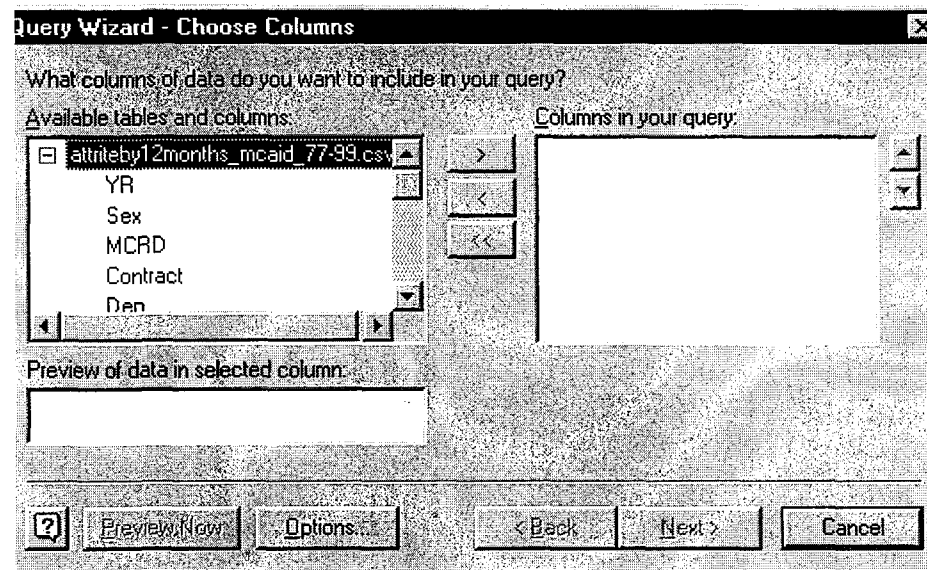 Query Wizard - Choose Columns
What columns of data do you want to include in your query?
Available tables and columns:
Columns in your query:
attriteby12months_mcaid_77-99.csv
YR
Sex
MCRD
Contract
Dep
>
<
<<
Preview of data in selected column:
?
Preview Now
Options...
< Back
Next >
Cancel